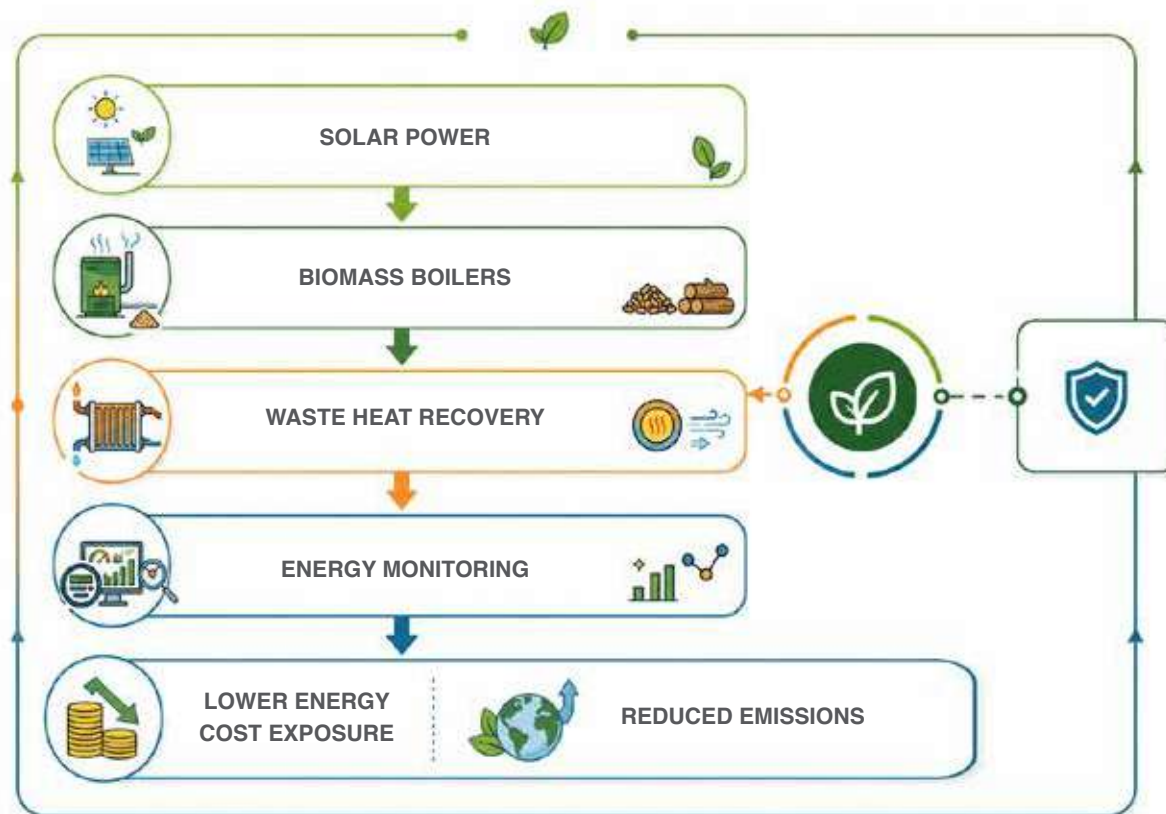 SOLAR POWER
BIOMASS BOILERS
WASTE HEAT RECOVERY
ENERGY MONITORING
LOWER ENERGY
COST EXPOSURE
REDUCED EMISSIONS